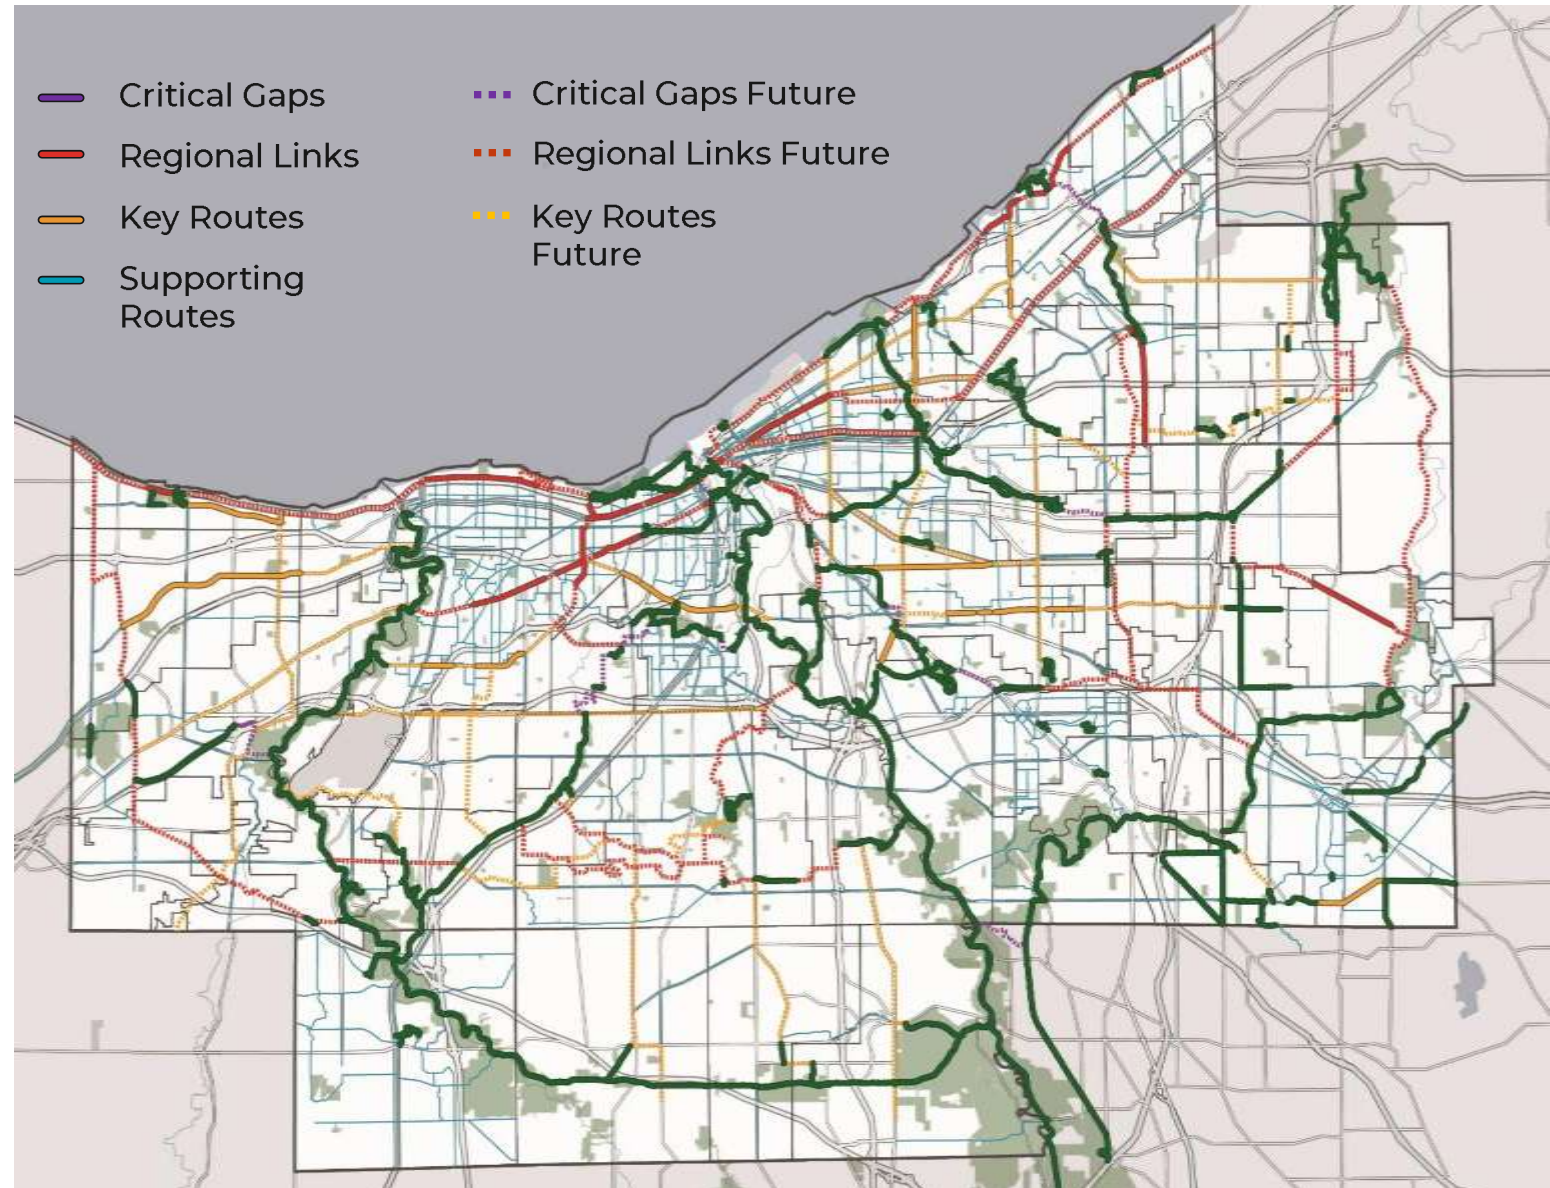 Critical Gaps
Regional Links
Key Routes
Supporting
Routes
Critical Gaps Future
Regional Links Future
Key Routes
Future